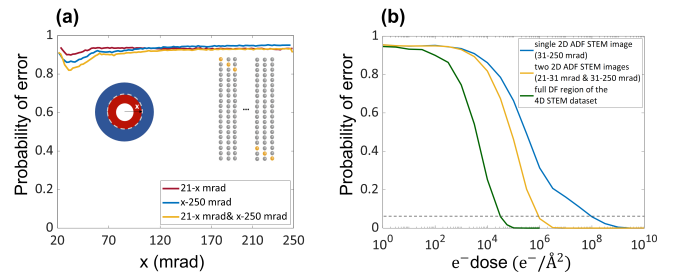 (a)
Probability of error
1
0.8
0.6
0.4
0.2
0
20
70
120
170
220
250
x (mrad)
x
...
21-x mrad
x-250 mrad
21-x mrad& x-250 mrad
(b)
Probability of error
1
0.8
0.6
0.4
0.2
0
10^0
10^2
10^4
10^6
10^8
10^10
e^- dose (e^-/Å^2)
single 2D ADF STEM image
(31-250 mrad)
two 2D ADF STEM images
(21-31 mrad & 31-250 mrad)
full DF region of the
4D STEM dataset